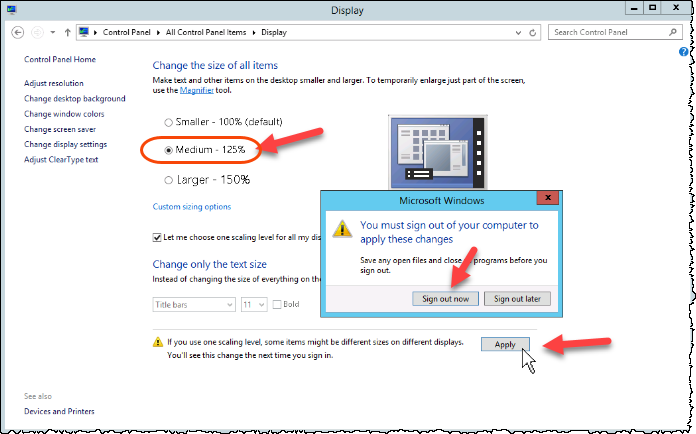 Display
Control Panel
All Control Panel Items
Display
Search Control Panel
Control Panel Home
Adjust resolution
Change desktop background
Change window colors
Change screen saver
Change display settings
Adjust ClearType text
See also
Devices and Printers
Change the size of all items
Make text and other items on the desktop smaller and larger. To temporarily enlarge just part of the screen,
use the Magnifier tool.
Smaller - 100% (default)
Medium - 125%
Larger - 150%
Custom sizing options
Let me choose one scaling level for all my dis
Change only the text size
Instead of changing the size of everything on the
Title bars
11
Bold
If you use one scaling level, some items might be different sizes on different displays.
You'll see this change the next time you sign in.
Apply
Microsoft Windows
You must sign out of your computer to
apply these changes
Save any open files and close programs before you
sign out.
Sign out now
Sign out later